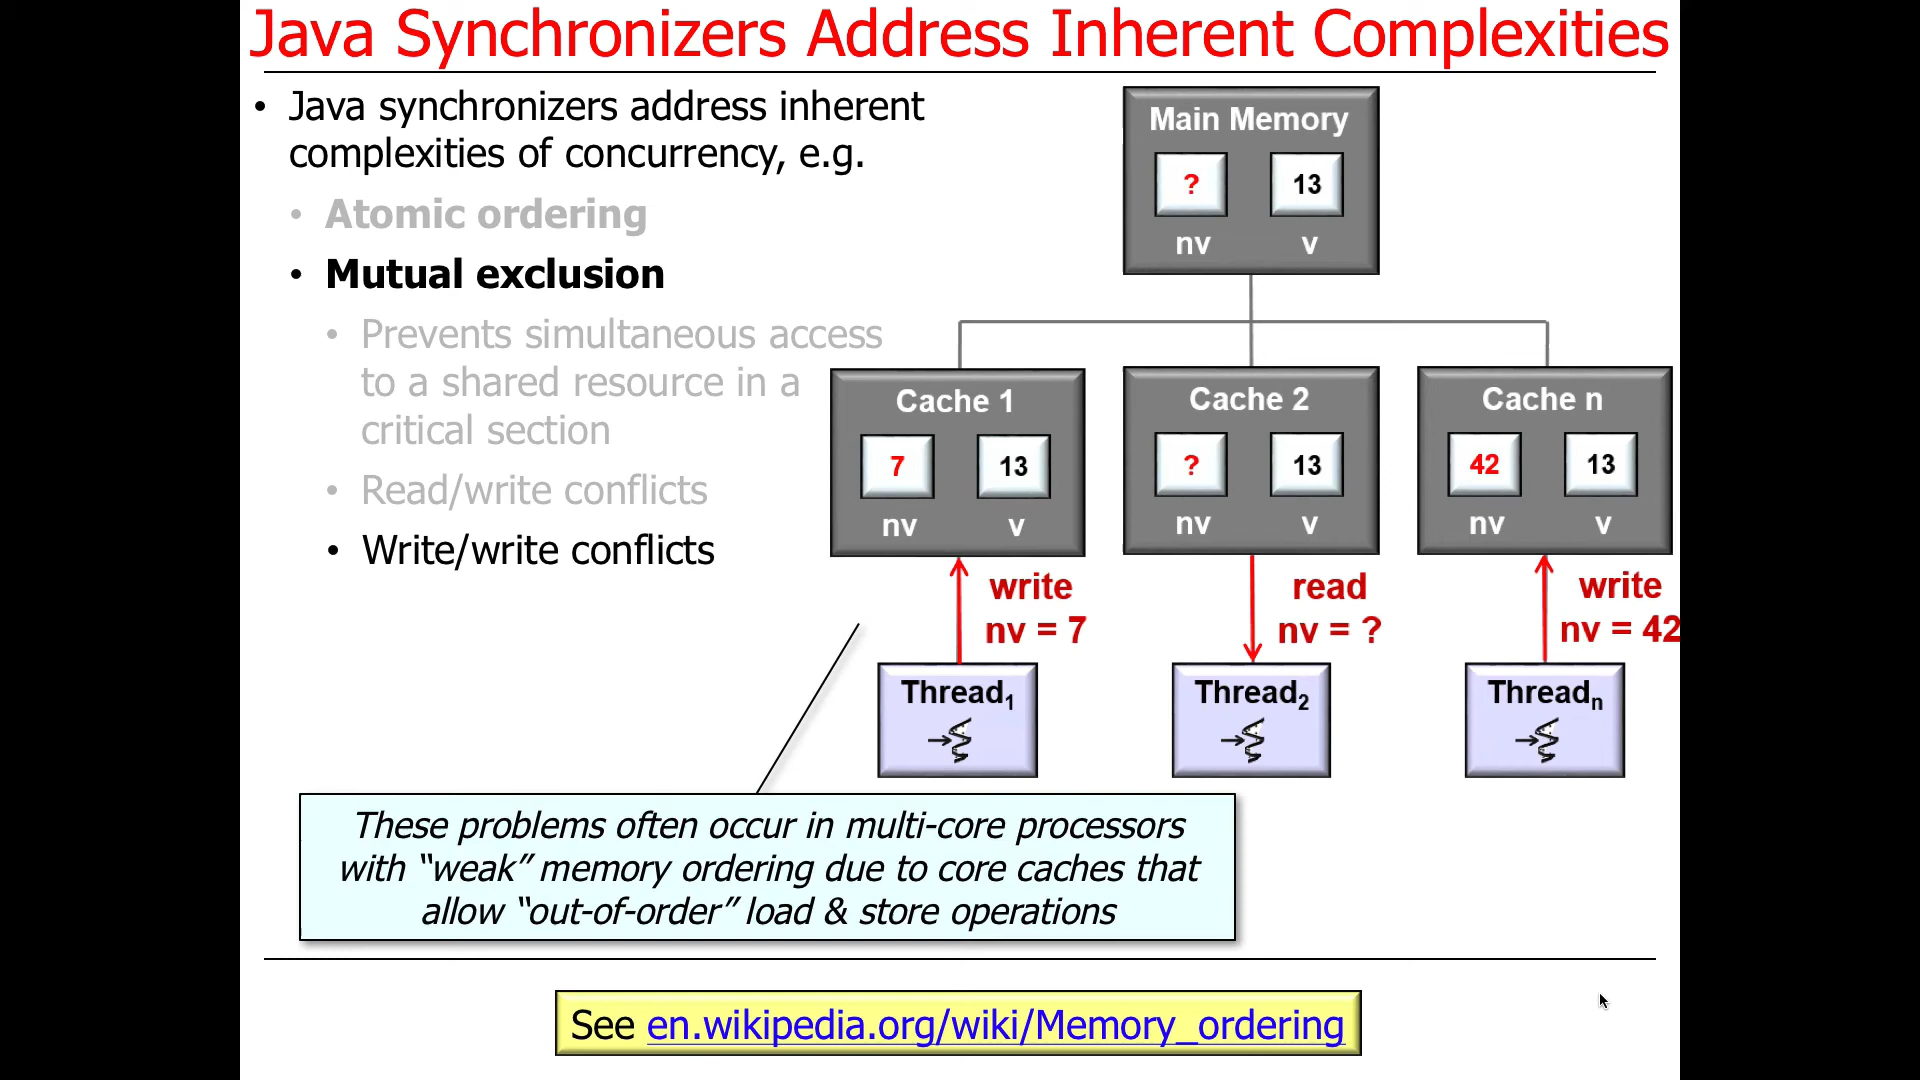 Java Synchronizers Address Inherent Complexities
• Java synchronizers address inherent
complexities of concurrency, e.g.
• Atomic ordering
• Mutual exclusion
• Prevents simultaneous access
to a shared resource in a
critical section
• Read/write conflicts
• Write/write conflicts
Main Memory
? 13
nv v
Cache 1
7 13
nv v
Cache 2
? 13
nv v
Cache n
42 13
nv v
write
nv = 7
read
nv = ?
write
nv = 42
Thread1
Thread2
Threadn
These problems often occur in multi-core processors
with “weak” memory ordering due to core caches that
allow “out-of-order” load & store operations
See en.wikipedia.org/wiki/Memory_ordering